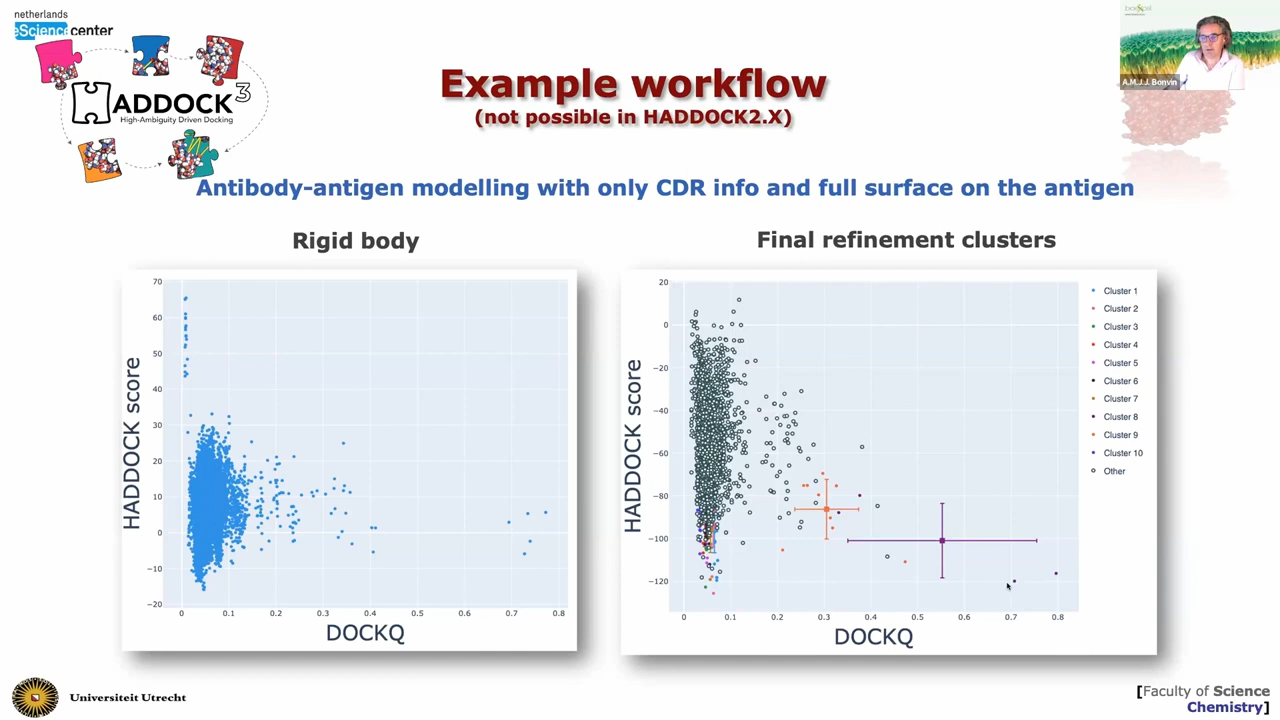 netherlands
eScience center
HADDOCK3
High-Ambiguity Driven Docking
Example workflow
(not possible in HADDOCK2.X)
A.M.J.J. Bonvin
Antibody-antigen modelling with only CDR info and full surface on the antigen
Rigid body
70
60
50
40
30
20
10
0
−10
−20
0 0.1 0.2 0.3 0.4 0.5 0.6 0.7 0.8
HADDOCK score
DOCKQ
Final refinement clusters
20
0
−20
−40
−60
−80
−100
−120
0 0.1 0.2 0.3 0.4 0.5 0.6 0.7 0.8
HADDOCK score
DOCKQ
Cluster 1
Cluster 2
Cluster 3
Cluster 4
Cluster 5
Cluster 6
Cluster 7
Cluster 8
Cluster 9
Cluster 10
Other
Universiteit Utrecht
[Faculty of Science
Chemistry]